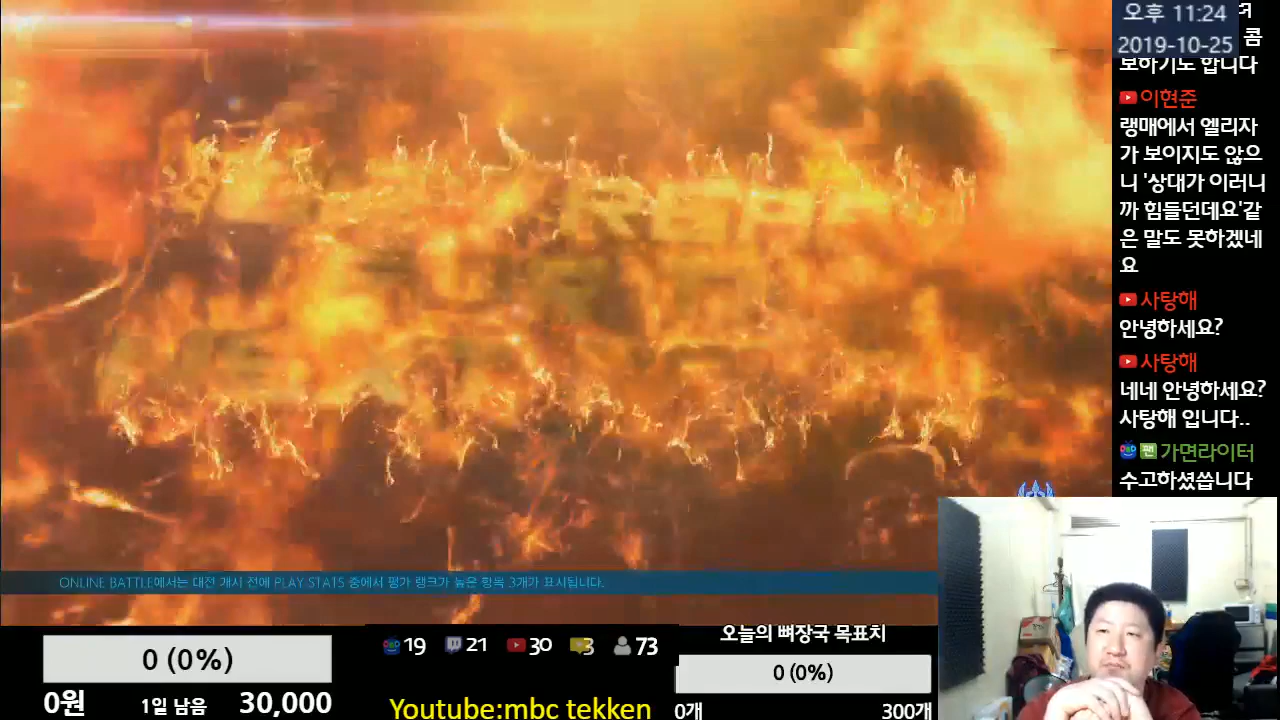 오후 11:24
2019-10-25
콤
보하기도 합니다
이현준
랭매에서 엘리자
가 보이지도 않으
니 '상대가 이러니
까 힘들던데요'같
은 말도 못하겠네
요
사탕해
안녕하세요?
사탕해
네네 안녕하세요?
사탕해 입니다..
팬 가면라이터
수고하셨씁니다
ONLINE BATTLE에서는 대전 개시 전에 PLAY STATS 중에서 평가 랭크가 높은 항목 3개가 표시됩니다.
0 (0%)
0원 1일 남음 30,000
19 21 30 3 73
Youtube:mbc tekken
오늘의 뼈장국 목표치
0 (0%)
0개 300개